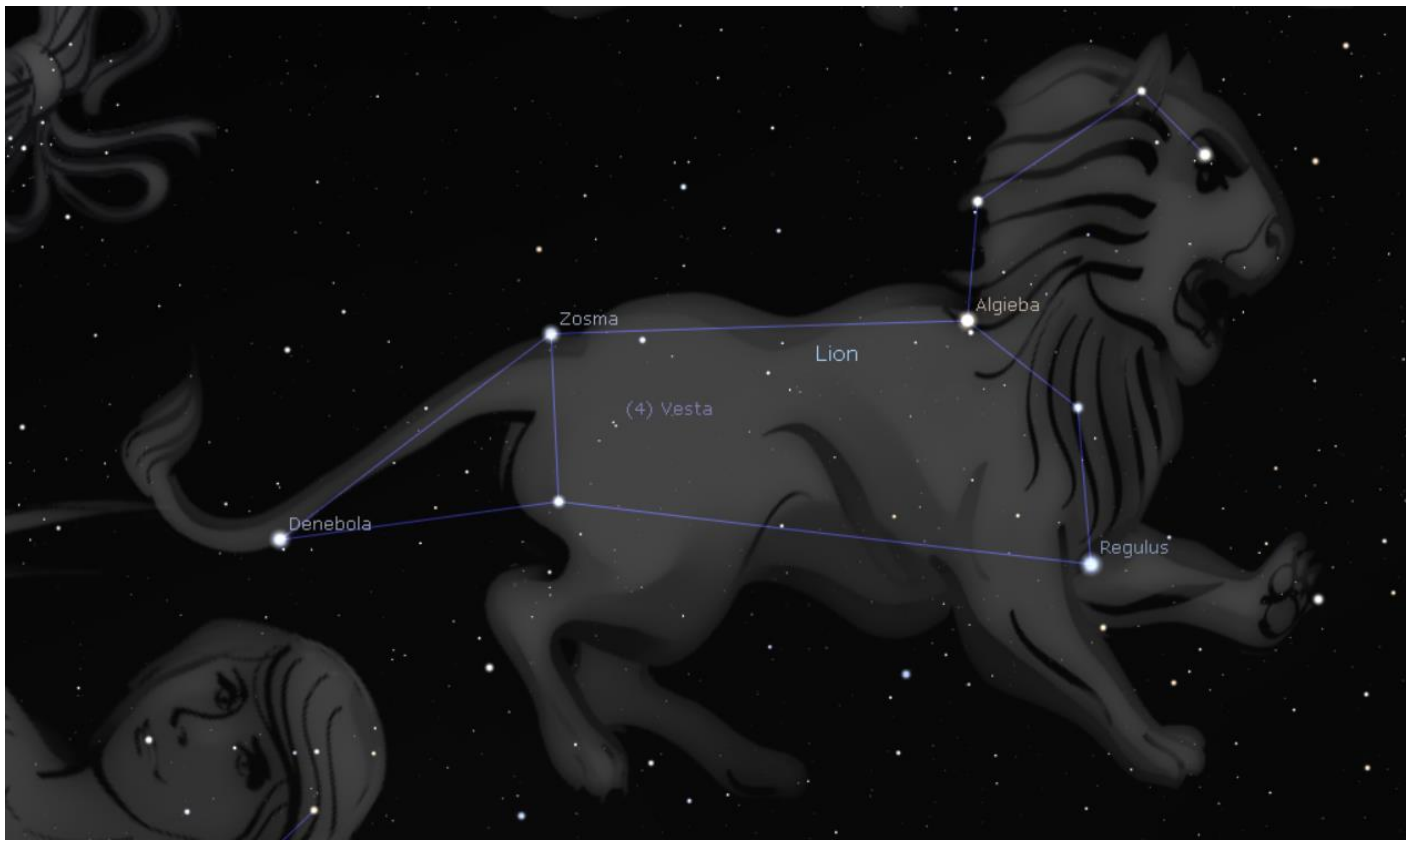 Algieba
Zosma
Lion
(4) Vesta
Denebola
Regulus